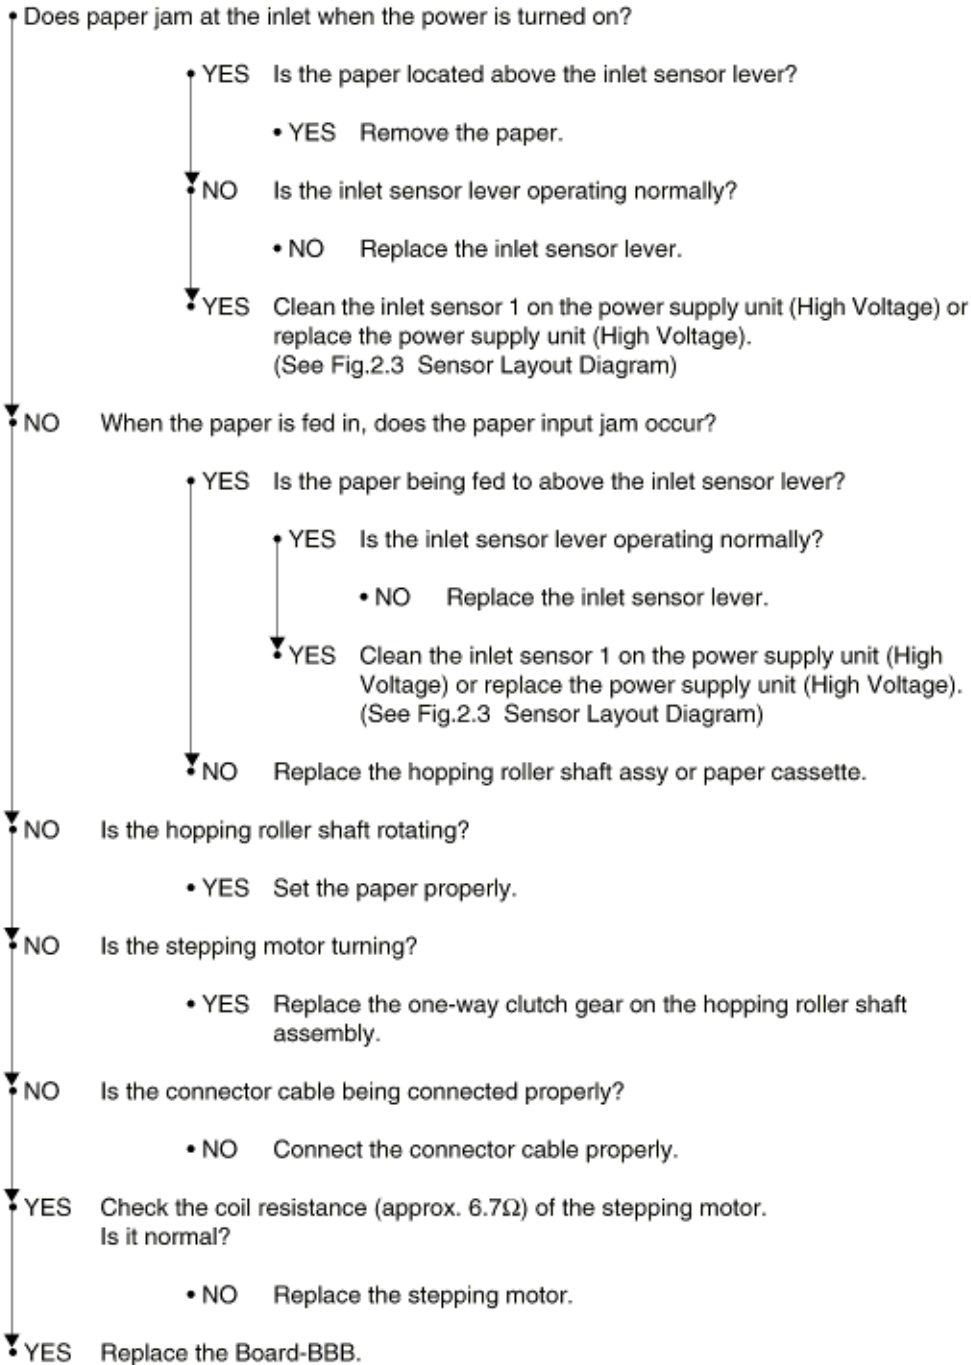 • Does paper jam at the inlet when the power is turned on?
• YES Is the paper located above the inlet sensor lever?
• YES Remove the paper.
• NO Is the inlet sensor lever operating normally?
• NO Replace the inlet sensor lever.
• YES Clean the inlet sensor 1 on the power supply unit (High Voltage) or
replace the power supply unit (High Voltage).
(See Fig.2.3 Sensor Layout Diagram)
• NO When the paper is fed in, does the paper input jam occur?
• YES Is the paper being fed to above the inlet sensor lever?
• YES Is the inlet sensor lever operating normally?
• NO Replace the inlet sensor lever.
• YES Clean the inlet sensor 1 on the power supply unit (High
Voltage) or replace the power supply unit (High Voltage).
(See Fig.2.3 Sensor Layout Diagram)
• NO Replace the hopping roller shaft assy or paper cassette.
• NO Is the hopping roller shaft rotating?
• YES Set the paper properly.
• NO Is the stepping motor turning?
• YES Replace the one-way clutch gear on the hopping roller shaft
assembly.
• NO Is the connector cable being connected properly?
• NO Connect the connector cable properly.
• YES Check the coil resistance (approx. 6.7Ω) of the stepping motor.
Is it normal?
• NO Replace the stepping motor.
• YES Replace the Board-BBB.